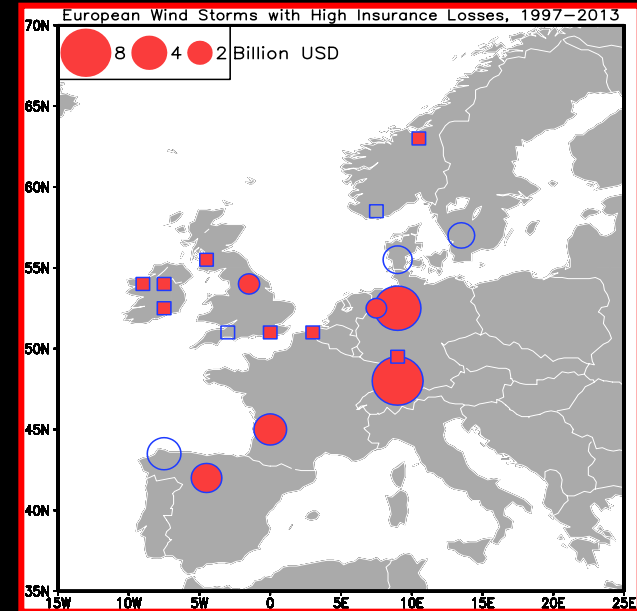 European Wind Storms with High Insurance Losses, 1997–2013
70N
8 4 2 Billion USD
65N
60N
55N
50N
45N
40N
35N
15W 10W 5W 0 5E 10E 15E 20E 25E